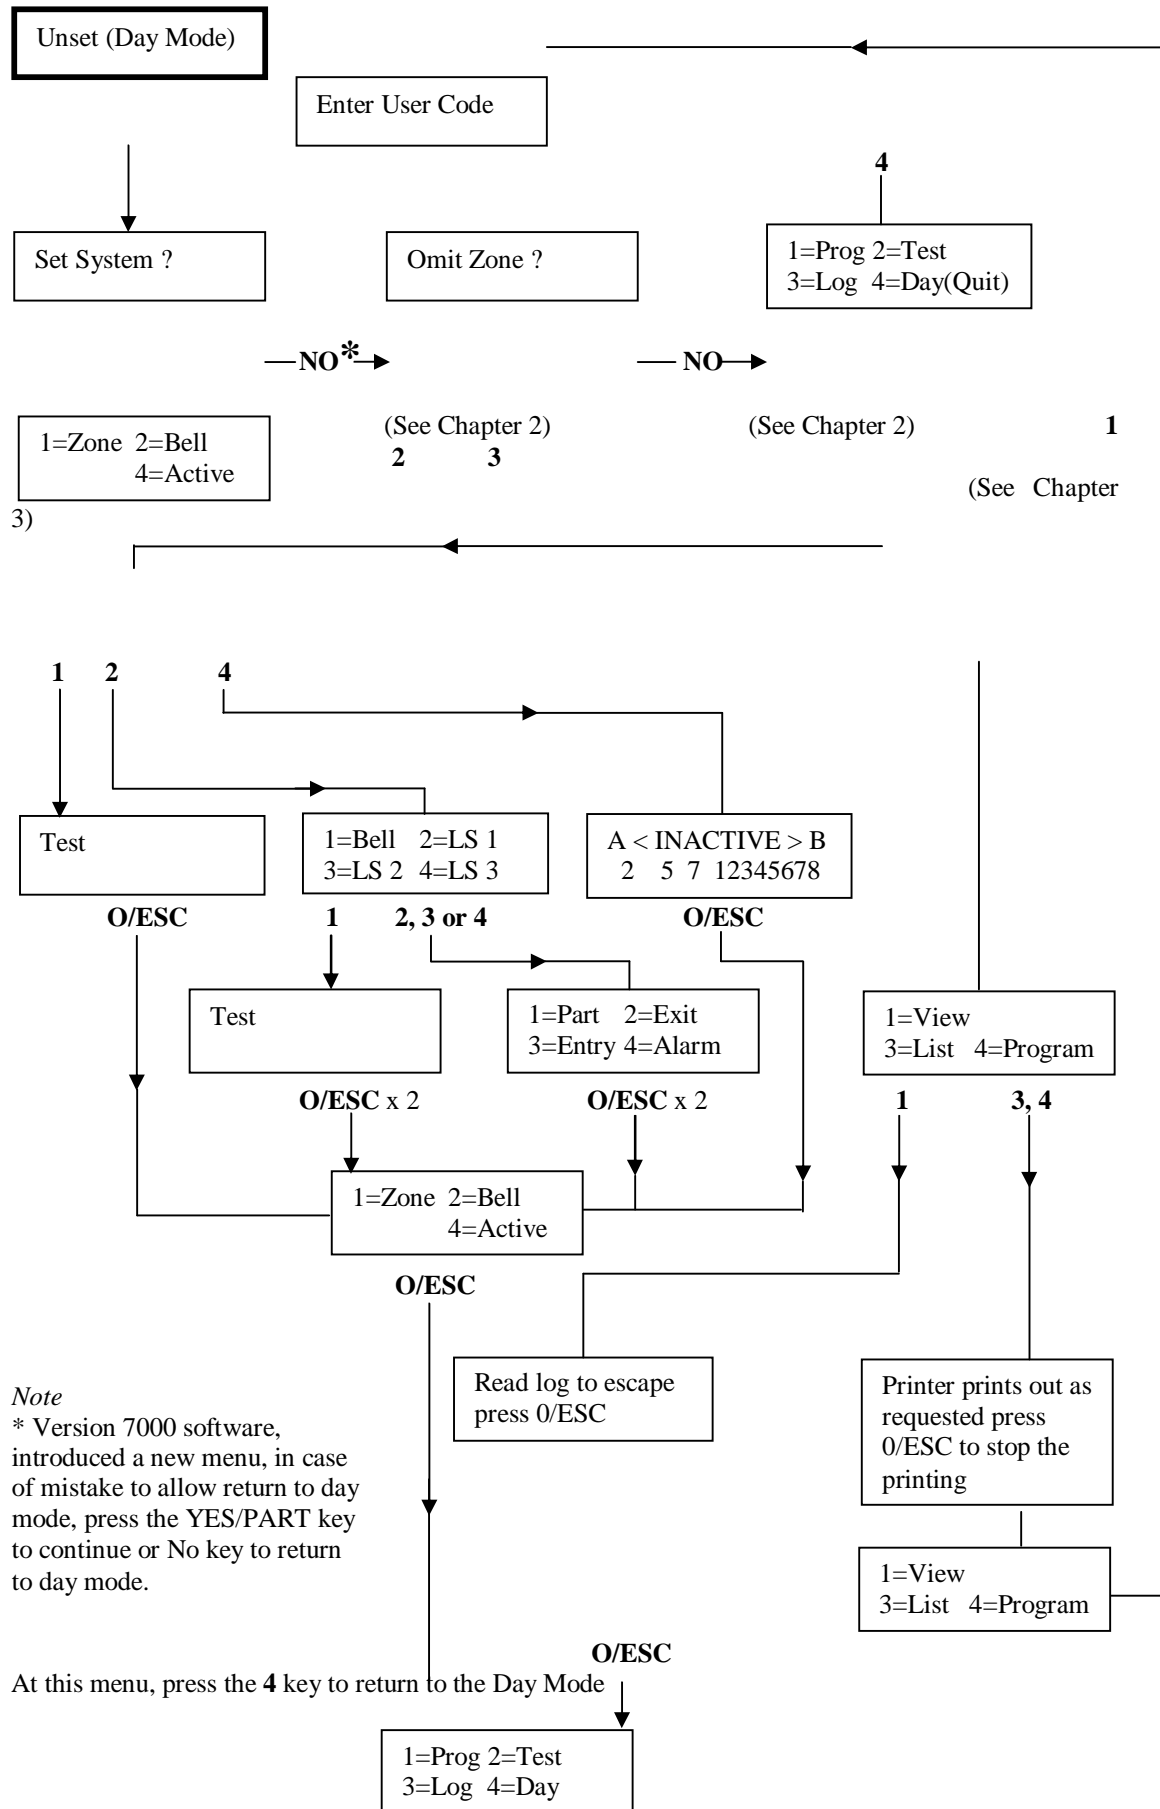 Unset (Day Mode)
Enter User Code
4
Set System ?
Omit Zone ?
1=Prog 2=Test
3=Log 4=Day(Quit)
NO* NO
1=Zone 2=Bell
4=Active
(See Chapter 2) (See Chapter 2) 1
2 3
(See Chapter
3)
1 2 4
Test
1=Bell 2=LS 1
3=LS 2 4=LS 3
A < INACTIVE > B
2 5 7 12345678
O/ESC 1 2, 3 or 4 O/ESC
Test
1=Part 2=Exit
3=Entry 4=Alarm
1=View
3=List 4=Program
O/ESC x 2 O/ESC x 2 1 3, 4
1=Zone 2=Bell
4=Active
O/ESC
Read log to escape
press 0/ESC
Printer prints out as
requested press
0/ESC to stop the
printing
Note
* Version 7000 software,
introduced a new menu, in case
of mistake to allow return to day
mode, press the YES/PART key
to continue or No key to return
to day mode.
1=View
3=List 4=Program
O/ESC
At this menu, press the 4 key to return to the Day Mode
1=Prog 2=Test
3=Log 4=Day